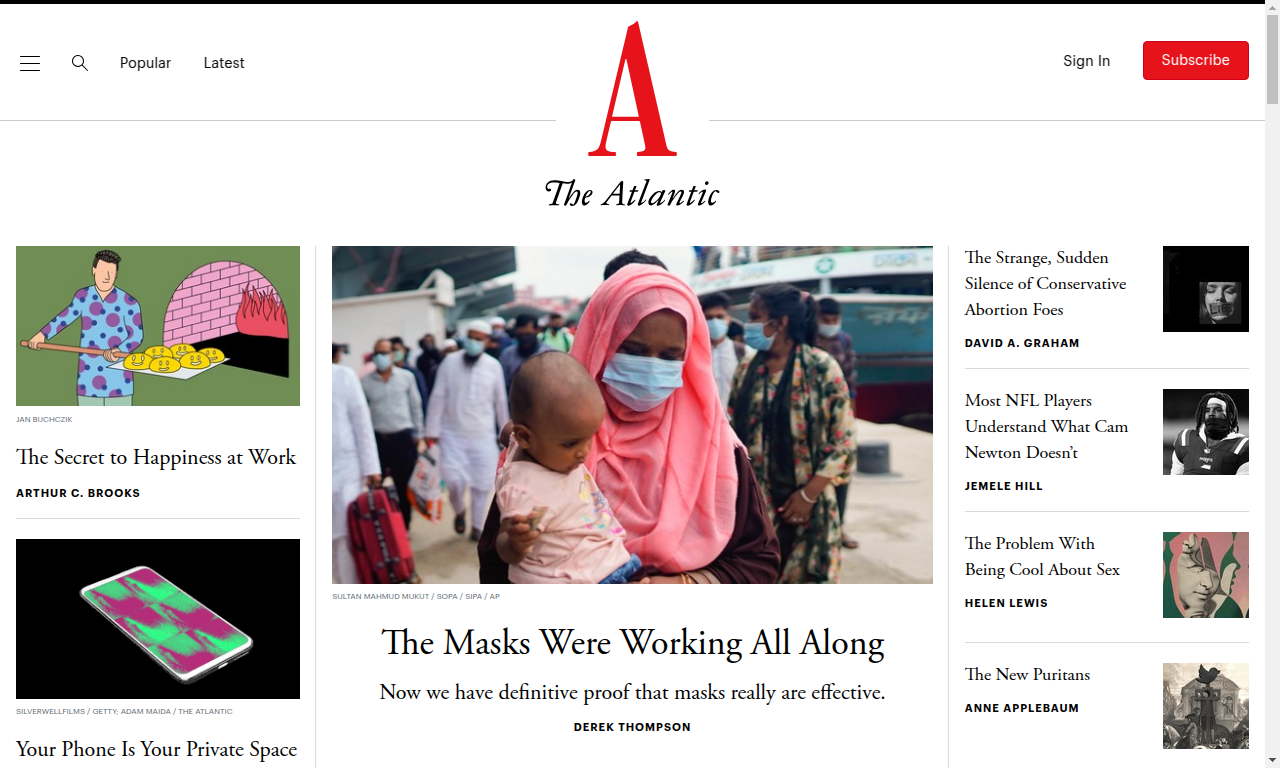 Popular
Latest
A
The Atlantic
Sign In
Subscribe
JAN BUCHCZIK
The Secret to Happiness at Work
ARTHUR C. BROOKS
SILVERWELLFILMS / GETTY; ADAM MAIDA / THE ATLANTIC
Your Phone Is Your Private Space
SULTAN MAHMUD MUKUT / SOPA / SIPA / AP
The Masks Were Working All Along
Now we have definitive proof that masks really are effective.
DEREK THOMPSON
The Strange, Sudden
Silence of Conservative
Abortion Foes
DAVID A. GRAHAM
Most NFL Players
Understand What Cam
Newton Doesn't
JEMELE HILL
The Problem With
Being Cool About Sex
HELEN LEWIS
The New Puritans
ANNE APPLEBAUM